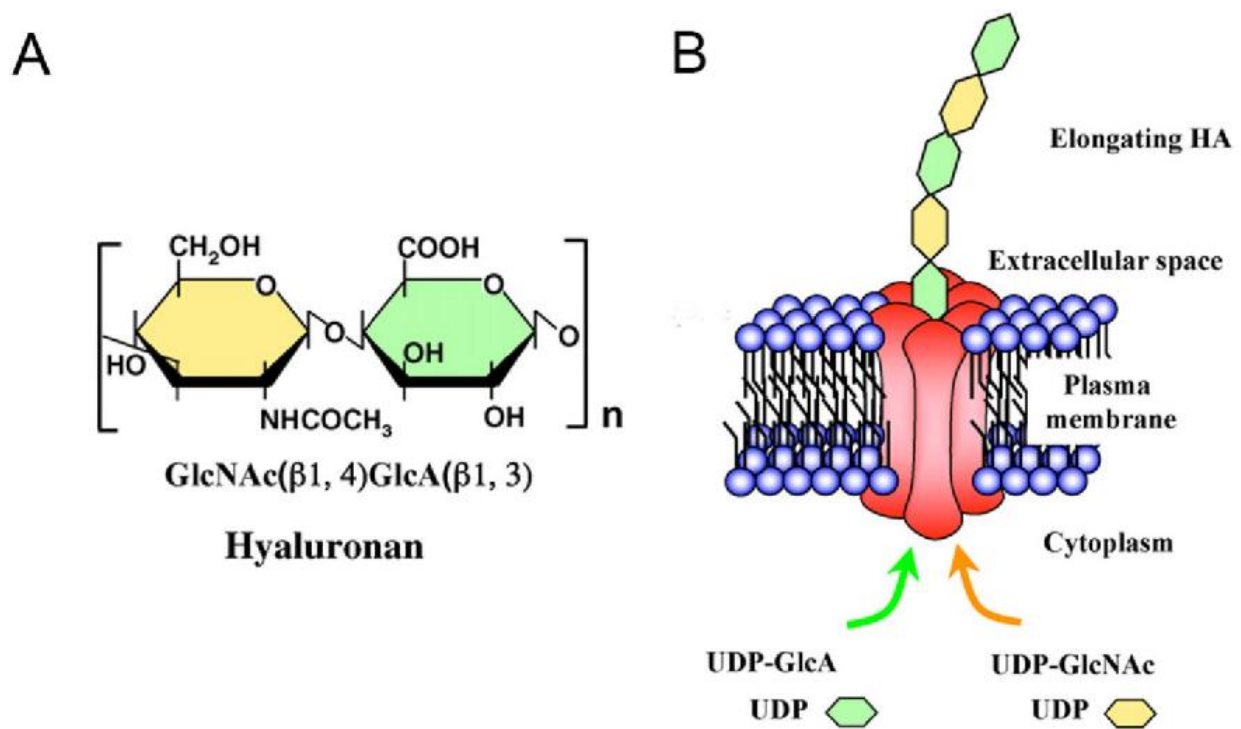 A
B
Elongating HA
CH₂OH
COOH
Extracellular space
O
O
O
O
HO
OH
OH
NHCOCH₃
n
Plasma
membrane
GlcNAc(β1, 4)GlcA(β1, 3)
Hyaluronan
Cytoplasm
UDP-GlcA
UDP-GlcNAc
UDP
UDP